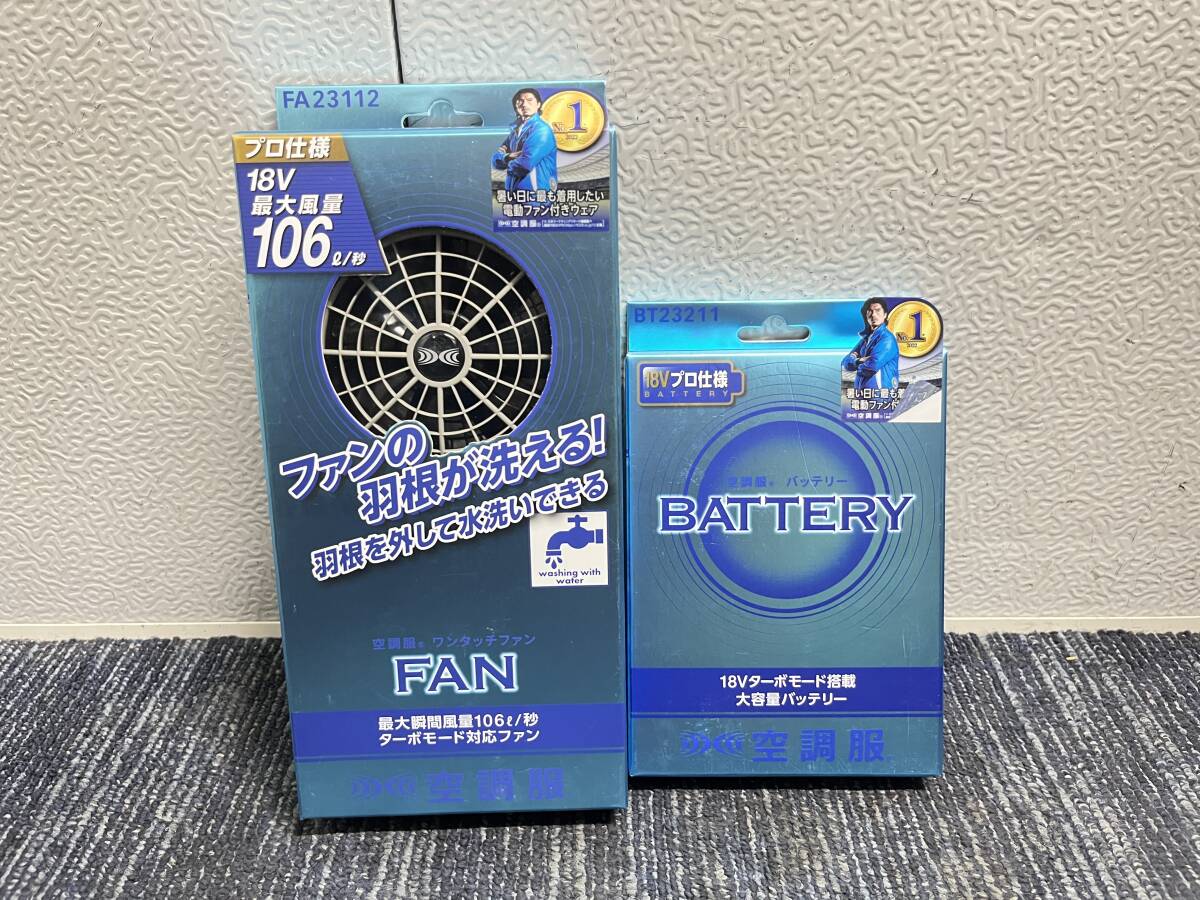 FA23112
No.1
2022
暑い日に最も着用したい
電動ファン付きウェア
空調服
プロ仕様
18V
最大風量
106ℓ/秒
ファンの
羽根が洗える!
羽根を外して水洗いできる
washing with
water
空調服® ワンタッチファン
FAN
最大瞬間風量106ℓ/秒
ターボモード対応ファン
空調服
BT23211
No.1
2022
暑い日に最も着
電動ファン付
空調服
18Vプロ仕様
BATTERY
空調服® バッテリー
BATTERY
18Vターボモード搭載
大容量バッテリー
空調服